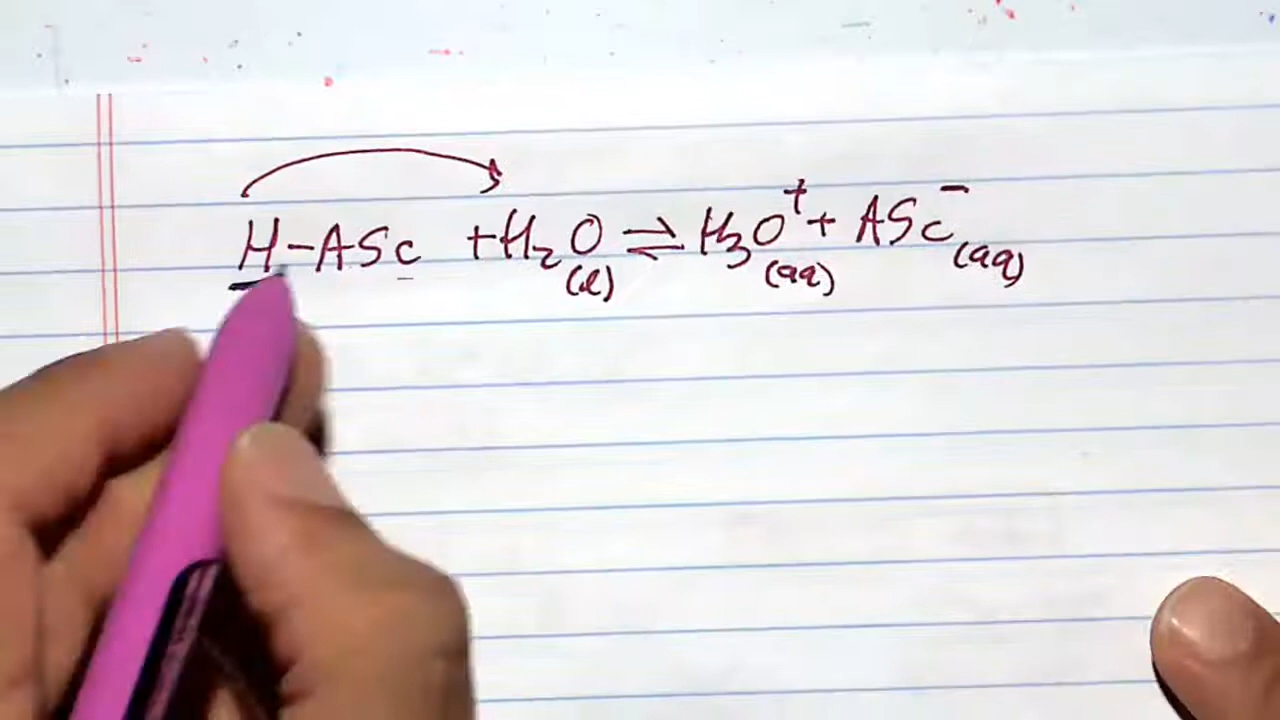 H-ASc + H₂O(l) ⇌ H₃O⁺(aq) + ASc⁻(aq)